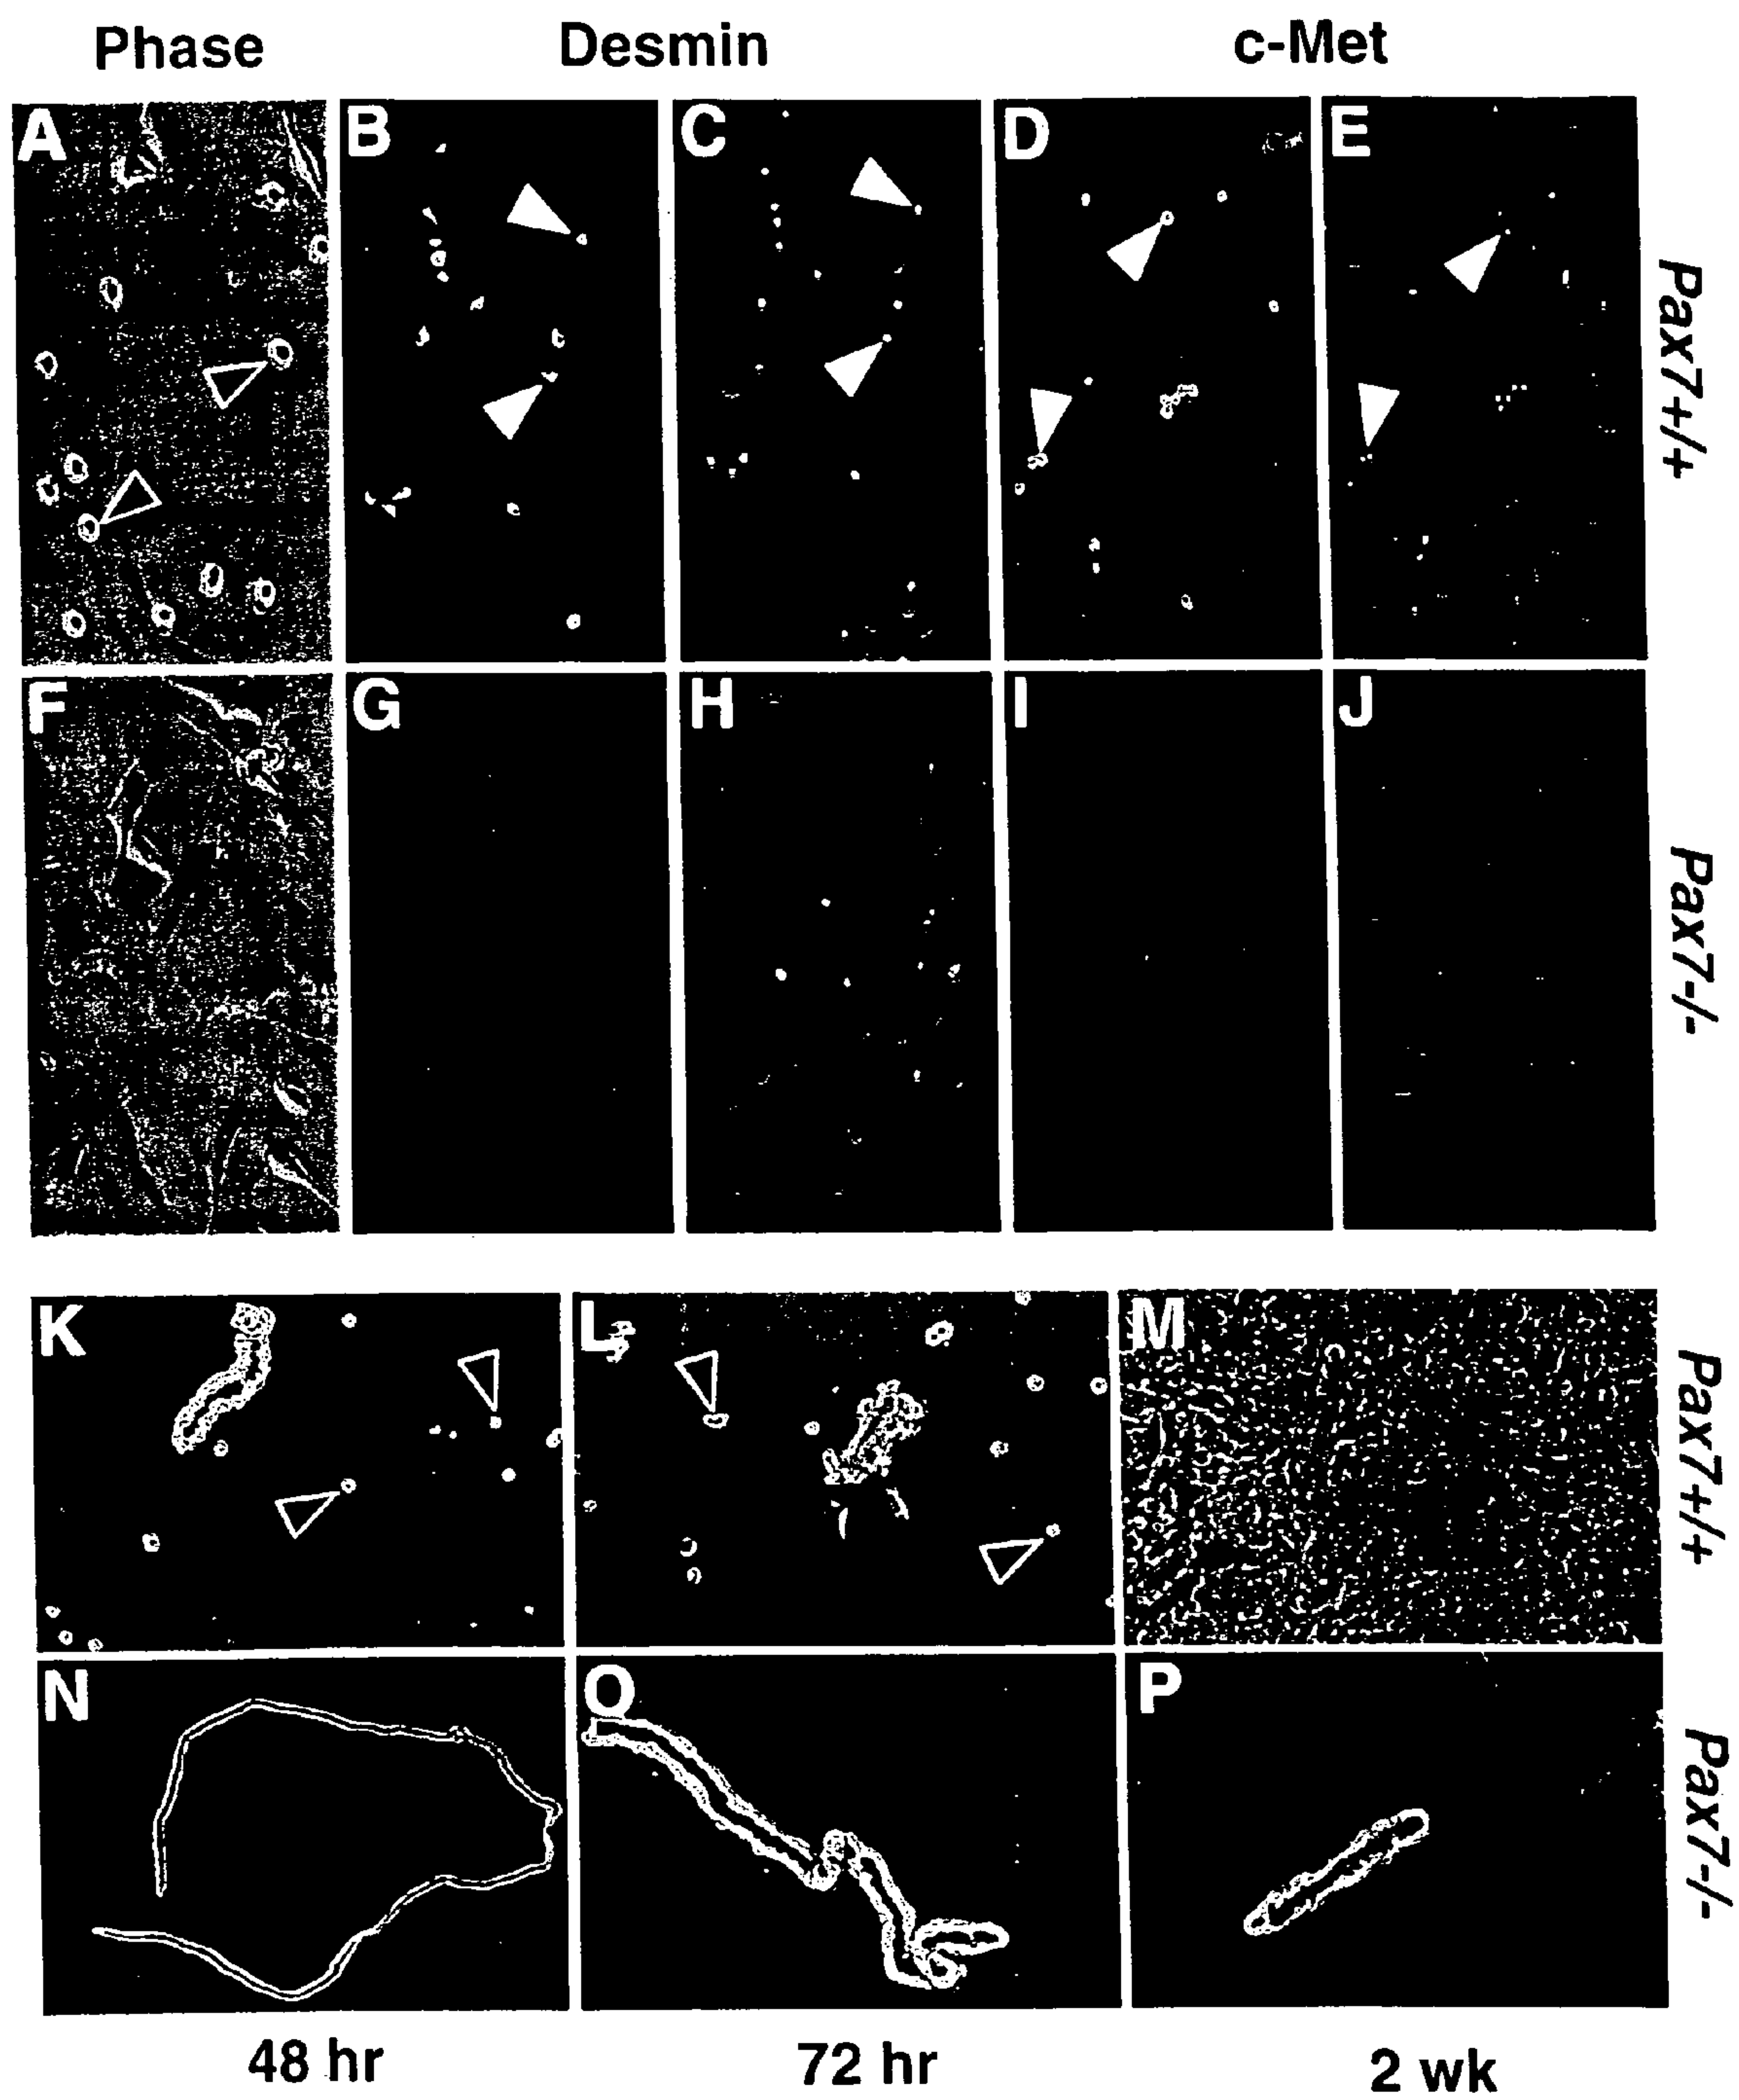 Phase Desmin c-Met
A B C D E
Pax7+/+
F G H I J
Pax7-/-
K L M
Pax7+/+
N O P
Pax7-/-
48 hr 72 hr 2 wk